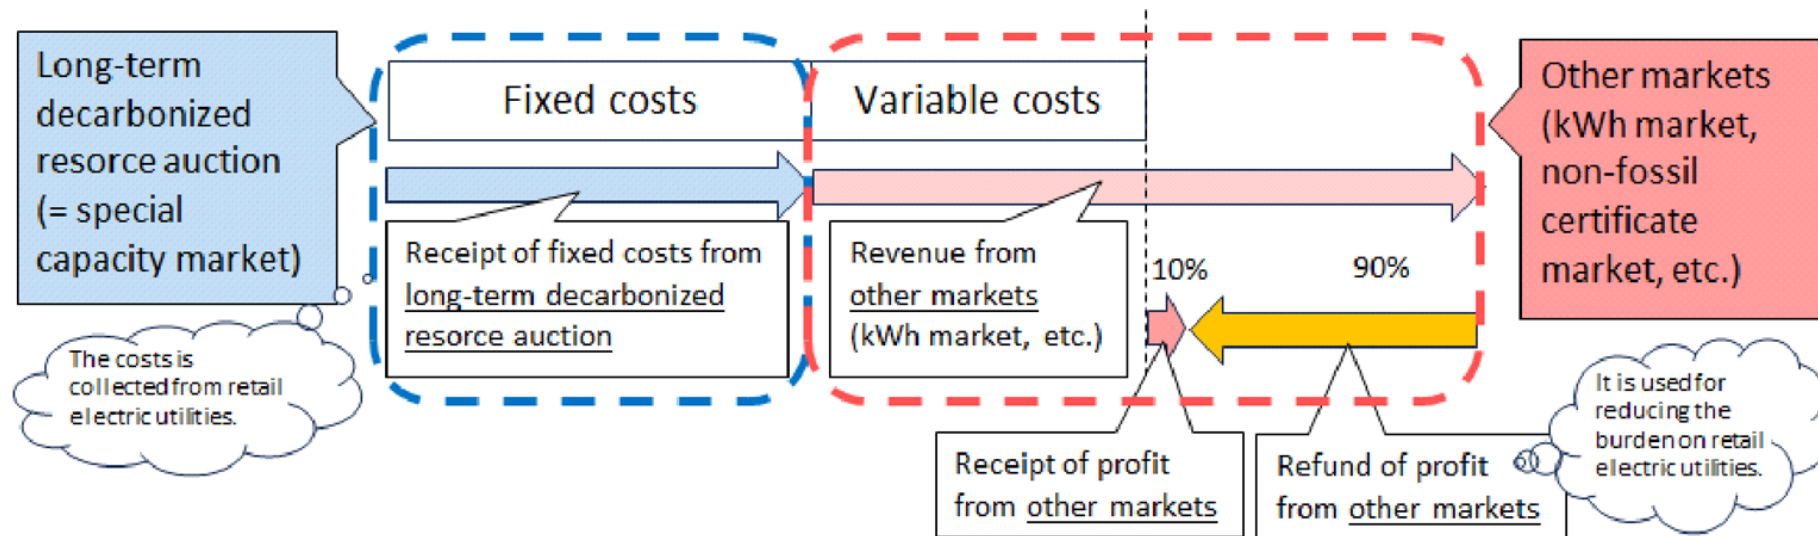 Long-term
decarbonized
resorce auction
(= special
capacity market)
The costs is
collected from retail
electric utilities.
Fixed costs
Variable costs
Receipt of fixed costs from
long-term decarbonized
resorce auction
Revenue from
other markets
(kWh market, etc.)
10%
90%
Receipt of profit
from other markets
Refund of profit
from other markets
Other markets
(kWh market,
non-fossil
certificate
market, etc.)
It is used for
reducing the
burden on retail
electric utilities.